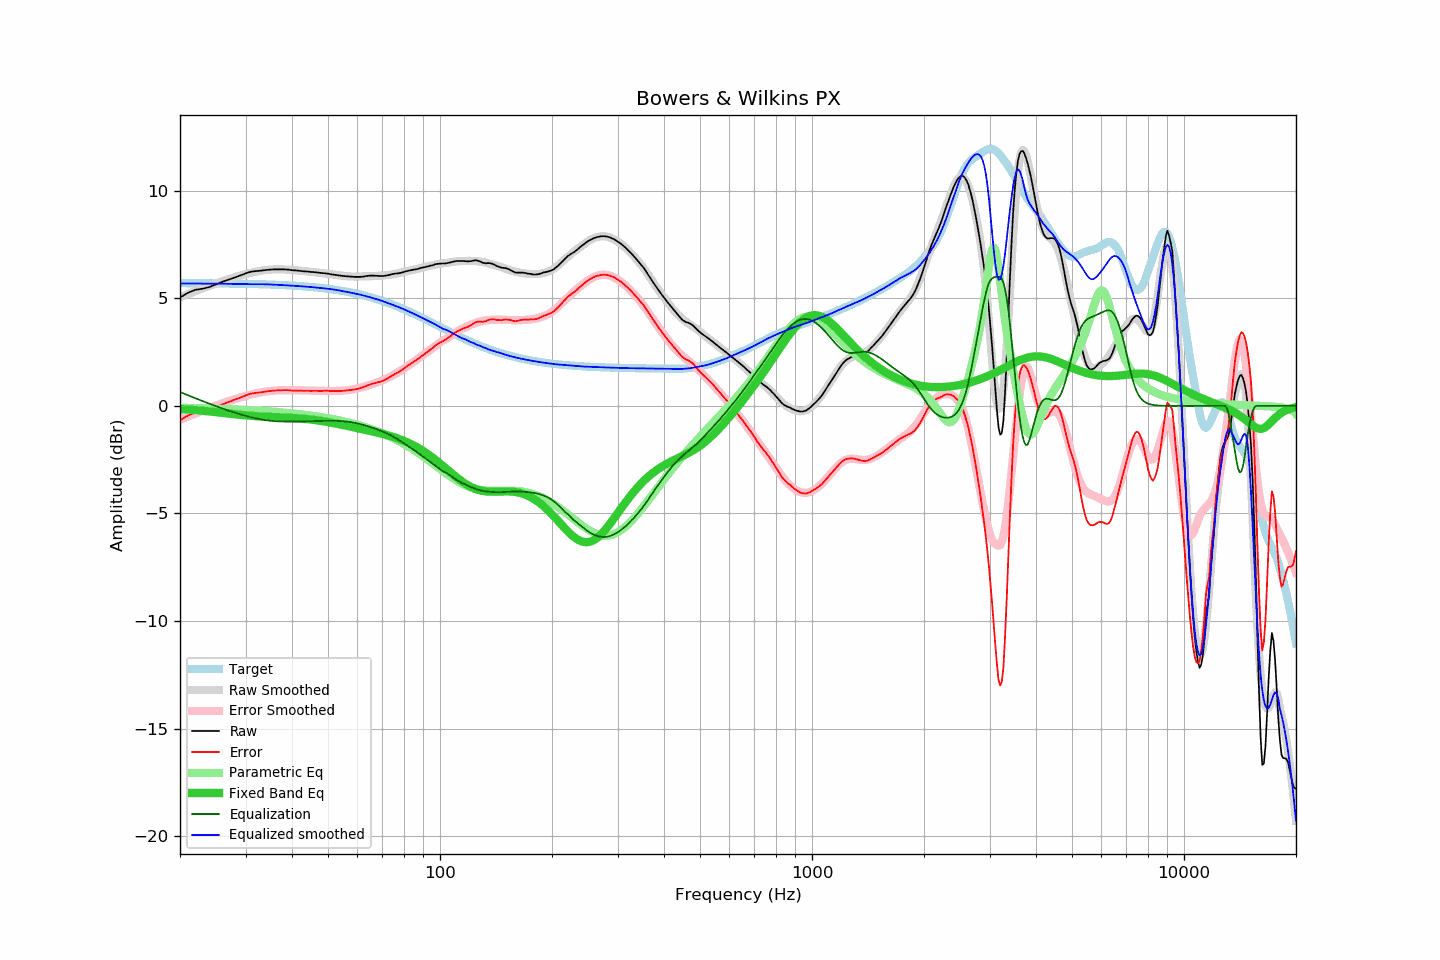 Bowers & Wilkins PX
Amplitude (dBr)
10
5
0
−5
−10
−15
−20
Target
Raw Smoothed
Error Smoothed
Raw
Error
Parametric Eq
Fixed Band Eq
Equalization
Equalized smoothed
100
1000
10000
Frequency (Hz)